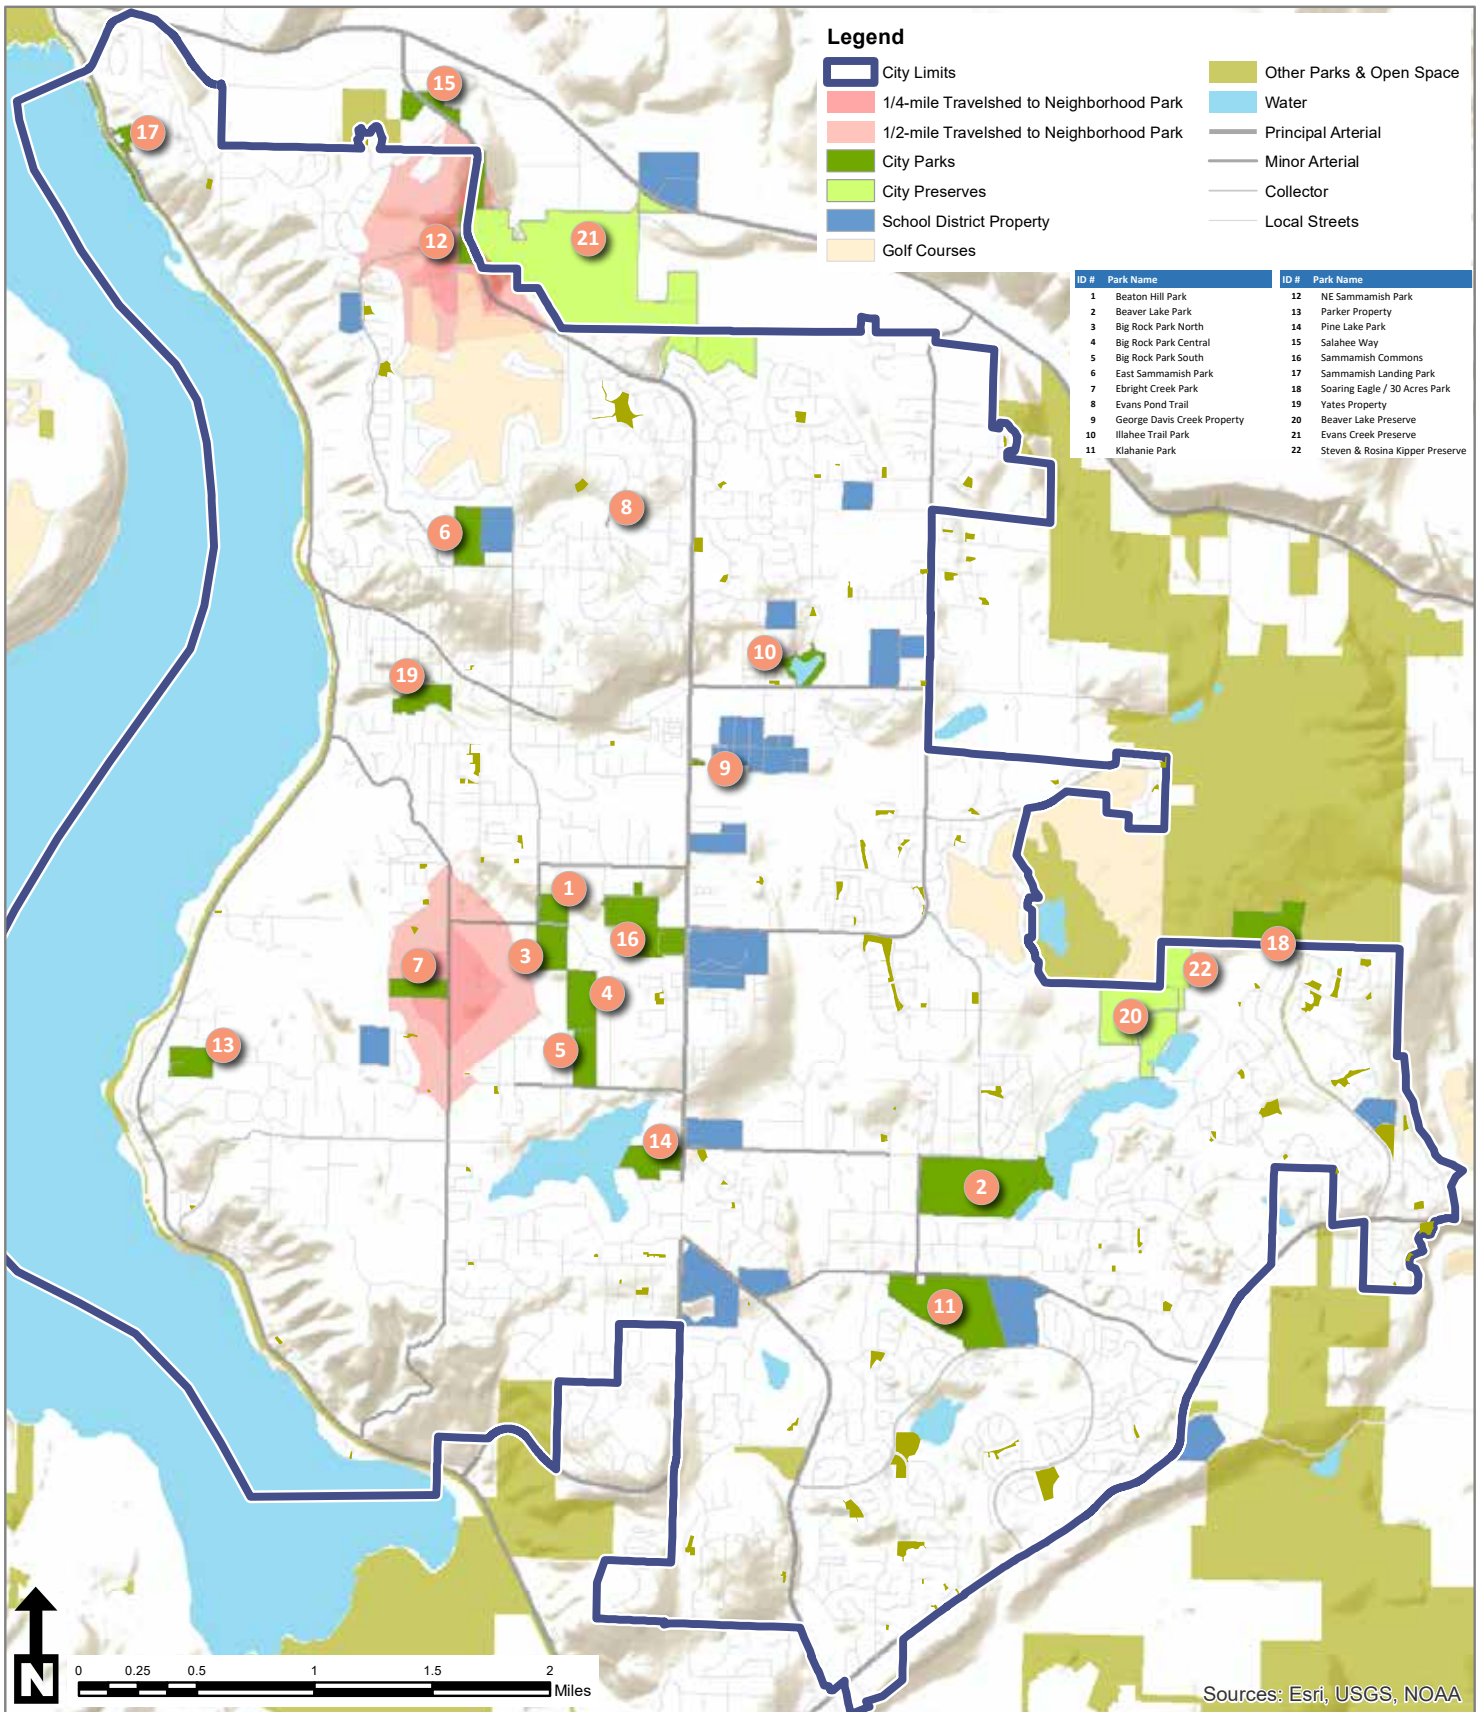 Legend
City Limits
1/4-mile Travelshed to Neighborhood Park
1/2-mile Travelshed to Neighborhood Park
City Parks
City Preserves
School District Property
Golf Courses
Other Parks & Open Space
Water
Principal Arterial
Minor Arterial
Collector
Local Streets
ID # Park Name
1 Beaton Hill Park
2 Beaver Lake Park
3 Big Rock Park North
4 Big Rock Park Central
5 Big Rock Park South
6 East Sammamish Park
7 Ebright Creek Park
8 Evans Pond Trail
9 George Davis Creek Property
10 Illahee Trail Park
11 Klahanie Park
ID # Park Name
12 NE Sammamish Park
13 Parker Property
14 Pine Lake Park
15 Salahee Way
16 Sammamish Commons
17 Sammamish Landing Park
18 Soaring Eagle / 30 Acres Park
19 Yates Property
20 Beaver Lake Preserve
21 Evans Creek Preserve
22 Steven & Rosina Kipper Preserve
15
17
12
21
8
6
10
19
9
1
16
3
7
18
22
4
20
13
5
14
2
11
N
0 0.25 0.5 1 1.5 2
Miles
Sources: Esri, USGS, NOAA